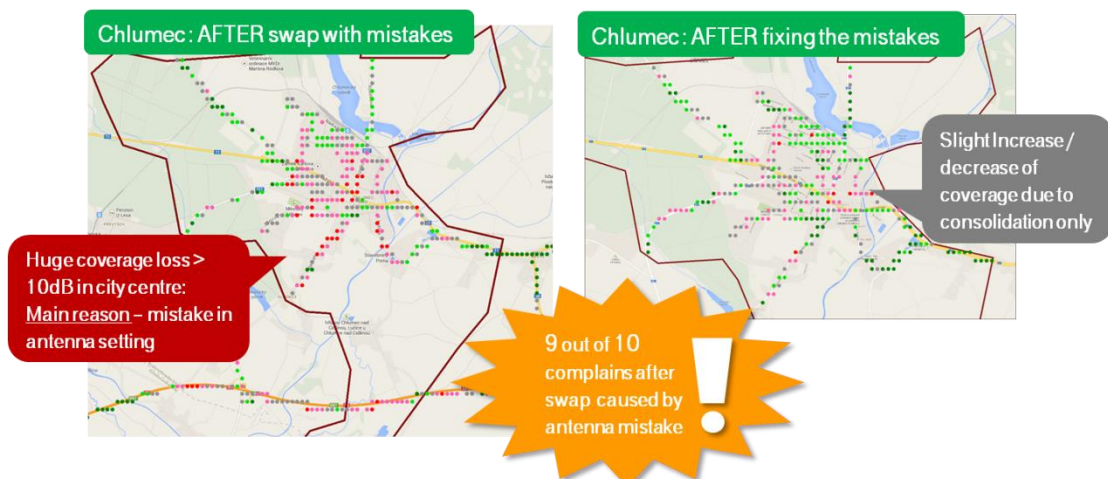 Chlumec : AFTER swap with mistakes
Chlumec : AFTER fixing the mistakes
Slight Increase /
decrease of
coverage due to
consolidation only
Huge coverage loss >
10dB in city centre:
Main reason – mistake in
antenna setting
9 out of 10
complains after
swap caused by
antenna mistake
!